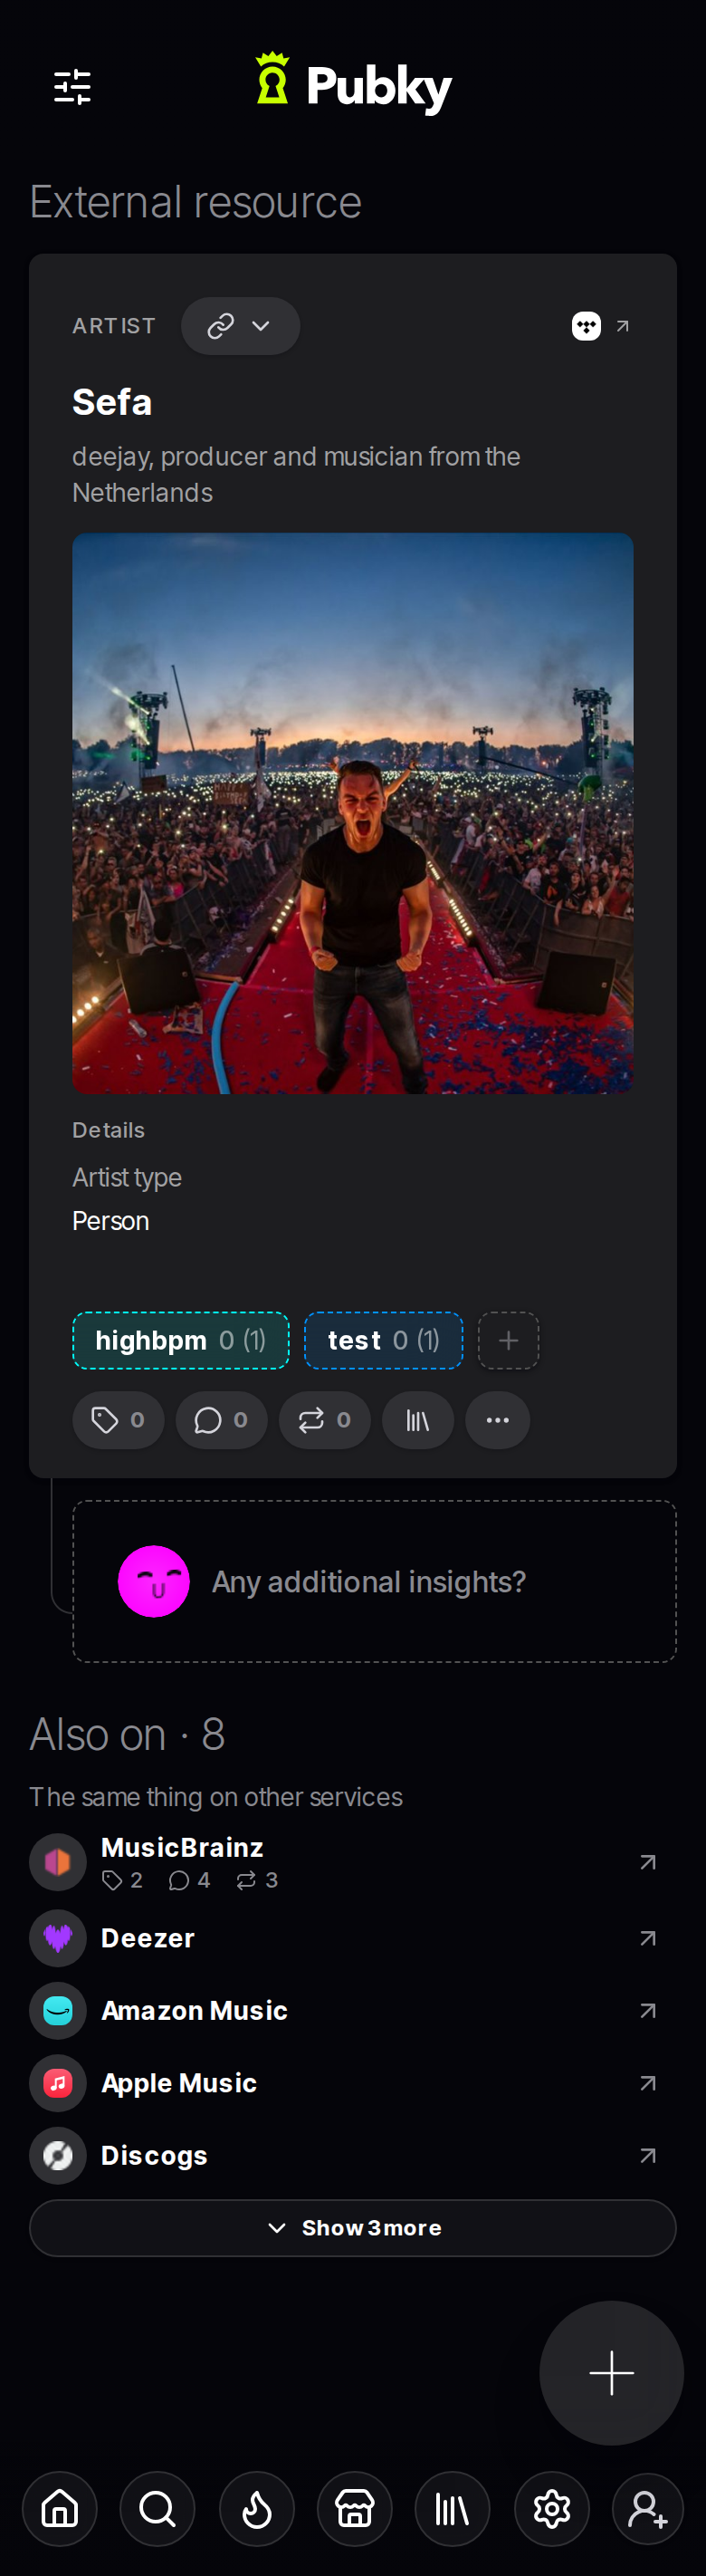 Pubky
External resource
ARTIST
Sefa
deejay, producer and musician from the
Netherlands
Details
Artist type
Person
highbpm 0 (1)
test 0 (1)
0
0
0
Any additional insights?
Also on · 8
The same thing on other services
MusicBrainz
2 4 3
Deezer
Amazon Music
Apple Music
Discogs
Show 3 more